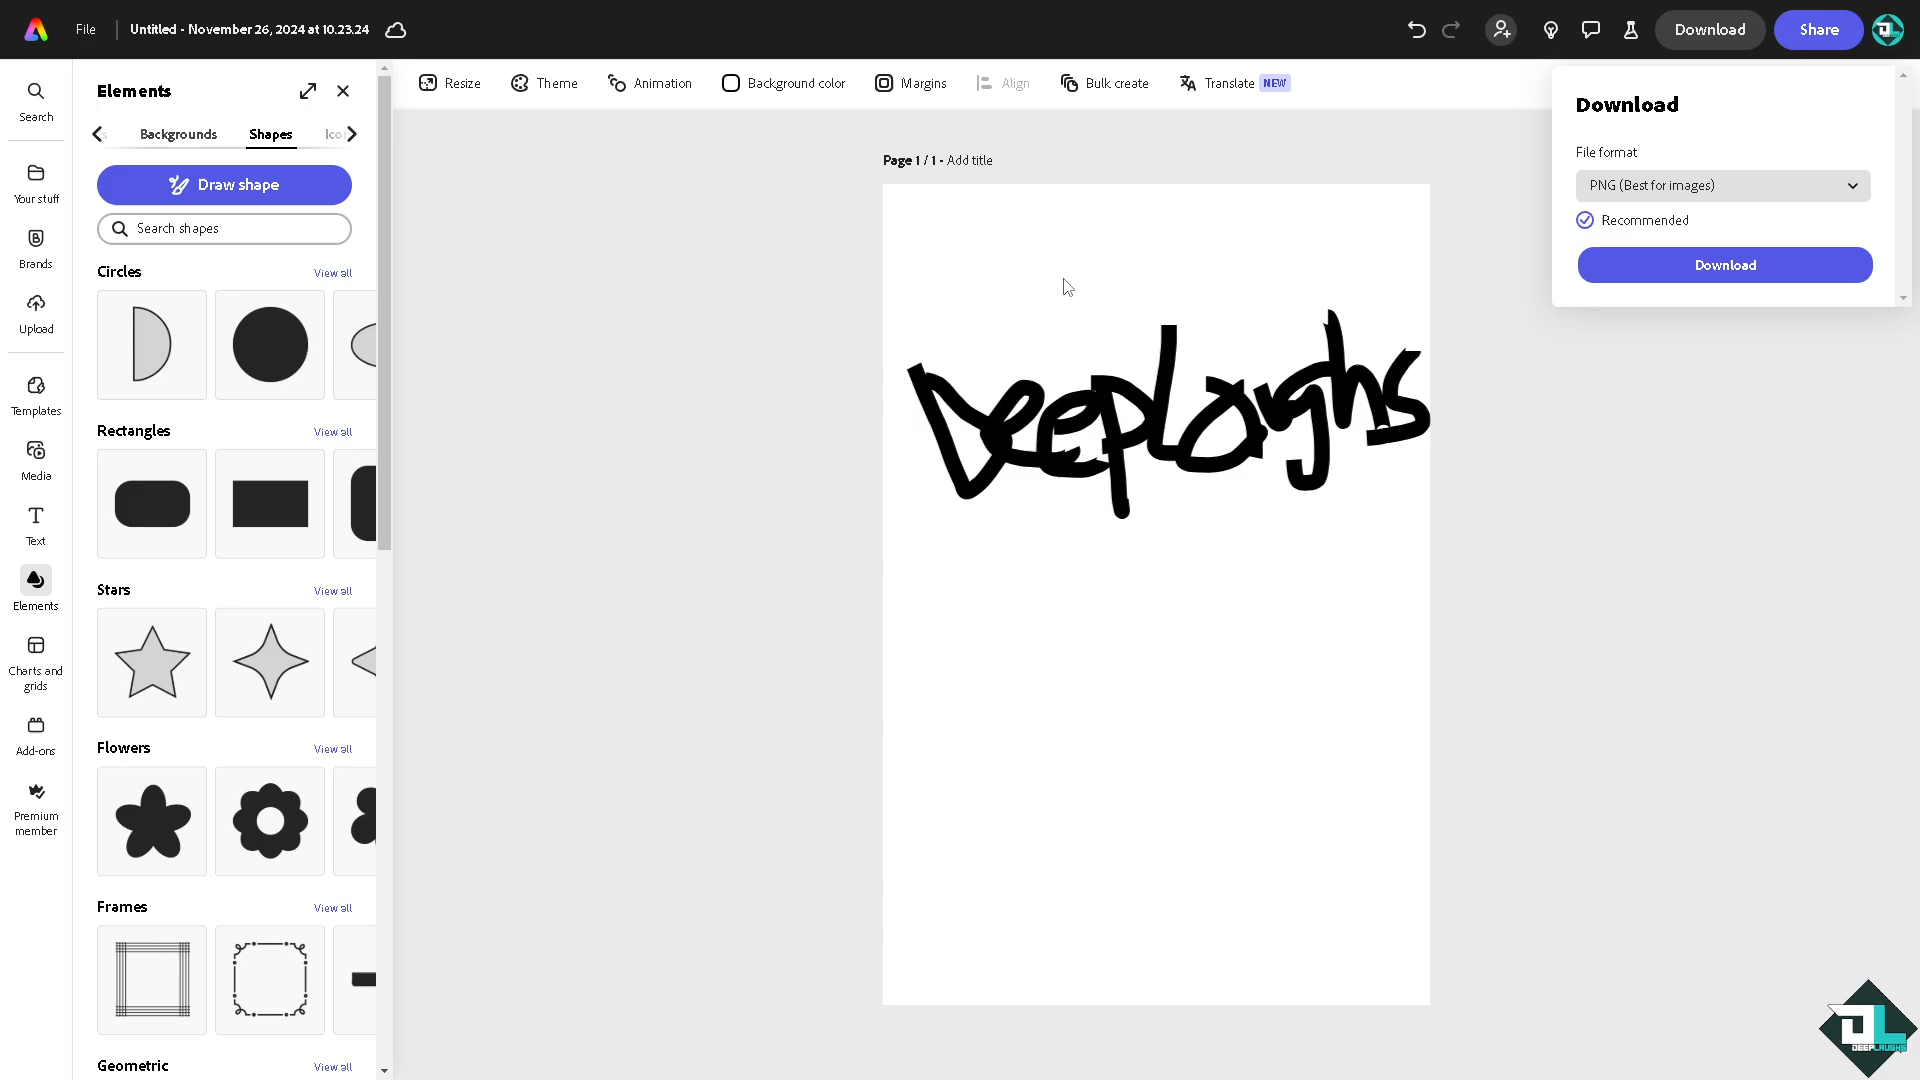 File
Untitled - November 26, 2024 at 10.23.24
Download
Share
Search
Your stuff
Brands
Upload
Templates
Media
Text
Elements
Charts and
grids
Add-ons
Premium
member
Elements
Backgrounds
Shapes
Draw shape
Search shapes
Circles
View all
Rectangles
View all
Stars
View all
Flowers
View all
Frames
View all
Geometric
View all
Resize
Theme
Animation
Background color
Margins
Align
Bulk create
Translate NEW
Page 1 / 1 - Add title
DeepLaughs
Download
File format
PNG (Best for images)
Recommended
Download
DL
DEEPLAUGHS